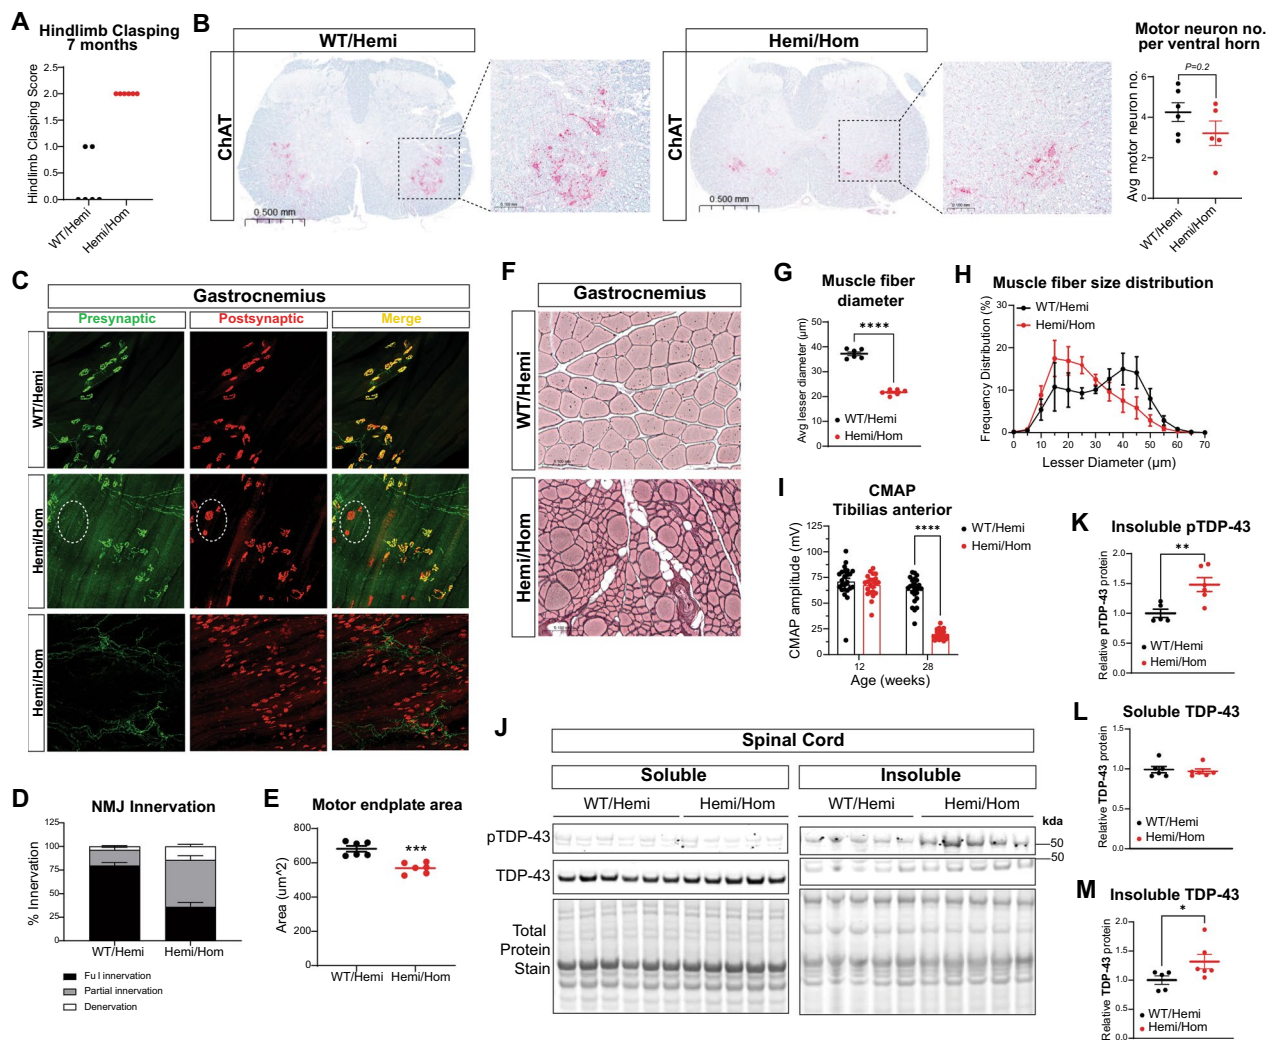 A
Hindlimb Clasping
7 months
Hindlimb Clasping Score
2.5
2.0
1.5
1.0
0.5
0.0
WT/Hemi
Hemi/Hom
B
WT/Hemi
ChAT
0.500 mm
0.100 mm
Hemi/Hom
ChAT
0.500 mm
0.100 mm
Motor neuron no.
per ventral horn
P=0.2
Avg motor neuron no.
6
4
2
0
WT/Hemi
Hemi/Hom
C
Gastrocnemius
Presynaptic
Postsynaptic
Merge
WT/Hemi
Hemi/Hom
Hemi/Hom
D
NMJ Innervation
% Innervation
125
100
75
50
25
0
WT/Hemi
Hemi/Hom
Fu l innervation
Partial innervation
Denervation
E
Motor endplate area
Area (um^2)
800
600
400
200
0
***
WT/Hemi
Hemi/Hom
F
Gastrocnemius
WT/Hemi
Hemi/Hom
G
Muscle fiber
diameter
Avg lesser diameter (µm)
50
40
30
20
10
0
****
WT/Hemi
Hemi/Hom
H
Muscle fiber size distribution
Frequency Distribution (%)
30
20
10
0
WT/Hemi
Hemi/Hom
0
10
20
30
40
50
60
70
Lesser Diameter (µm)
I
CMAP
Tibilias anterior
CMAP amplitude (mV)
125
100
75
50
25
0
****
WT/Hemi
Hemi/Hom
12
28
Age (weeks)
J
Spinal Cord
Soluble
Insoluble
WT/Hemi
Hemi/Hom
WT/Hemi
Hemi/Hom
kda
pTDP-43
50
50
TDP-43
Total
Protein
Stain
K
Insoluble pTDP-43
Relative pTDP-43 protein
2.0
1.5
1.0
0.5
0.0
**
WT/Hemi
Hemi/Hom
L
Soluble TDP-43
Relative TDP-43 protein
1.5
1.0
0.5
0.0
WT/Hemi
Hemi/Hom
M
Insoluble TDP-43
Relative TDP-43 protein
2.0
1.5
1.0
0.5
0.0
*
WT/Hemi
Hemi/Hom